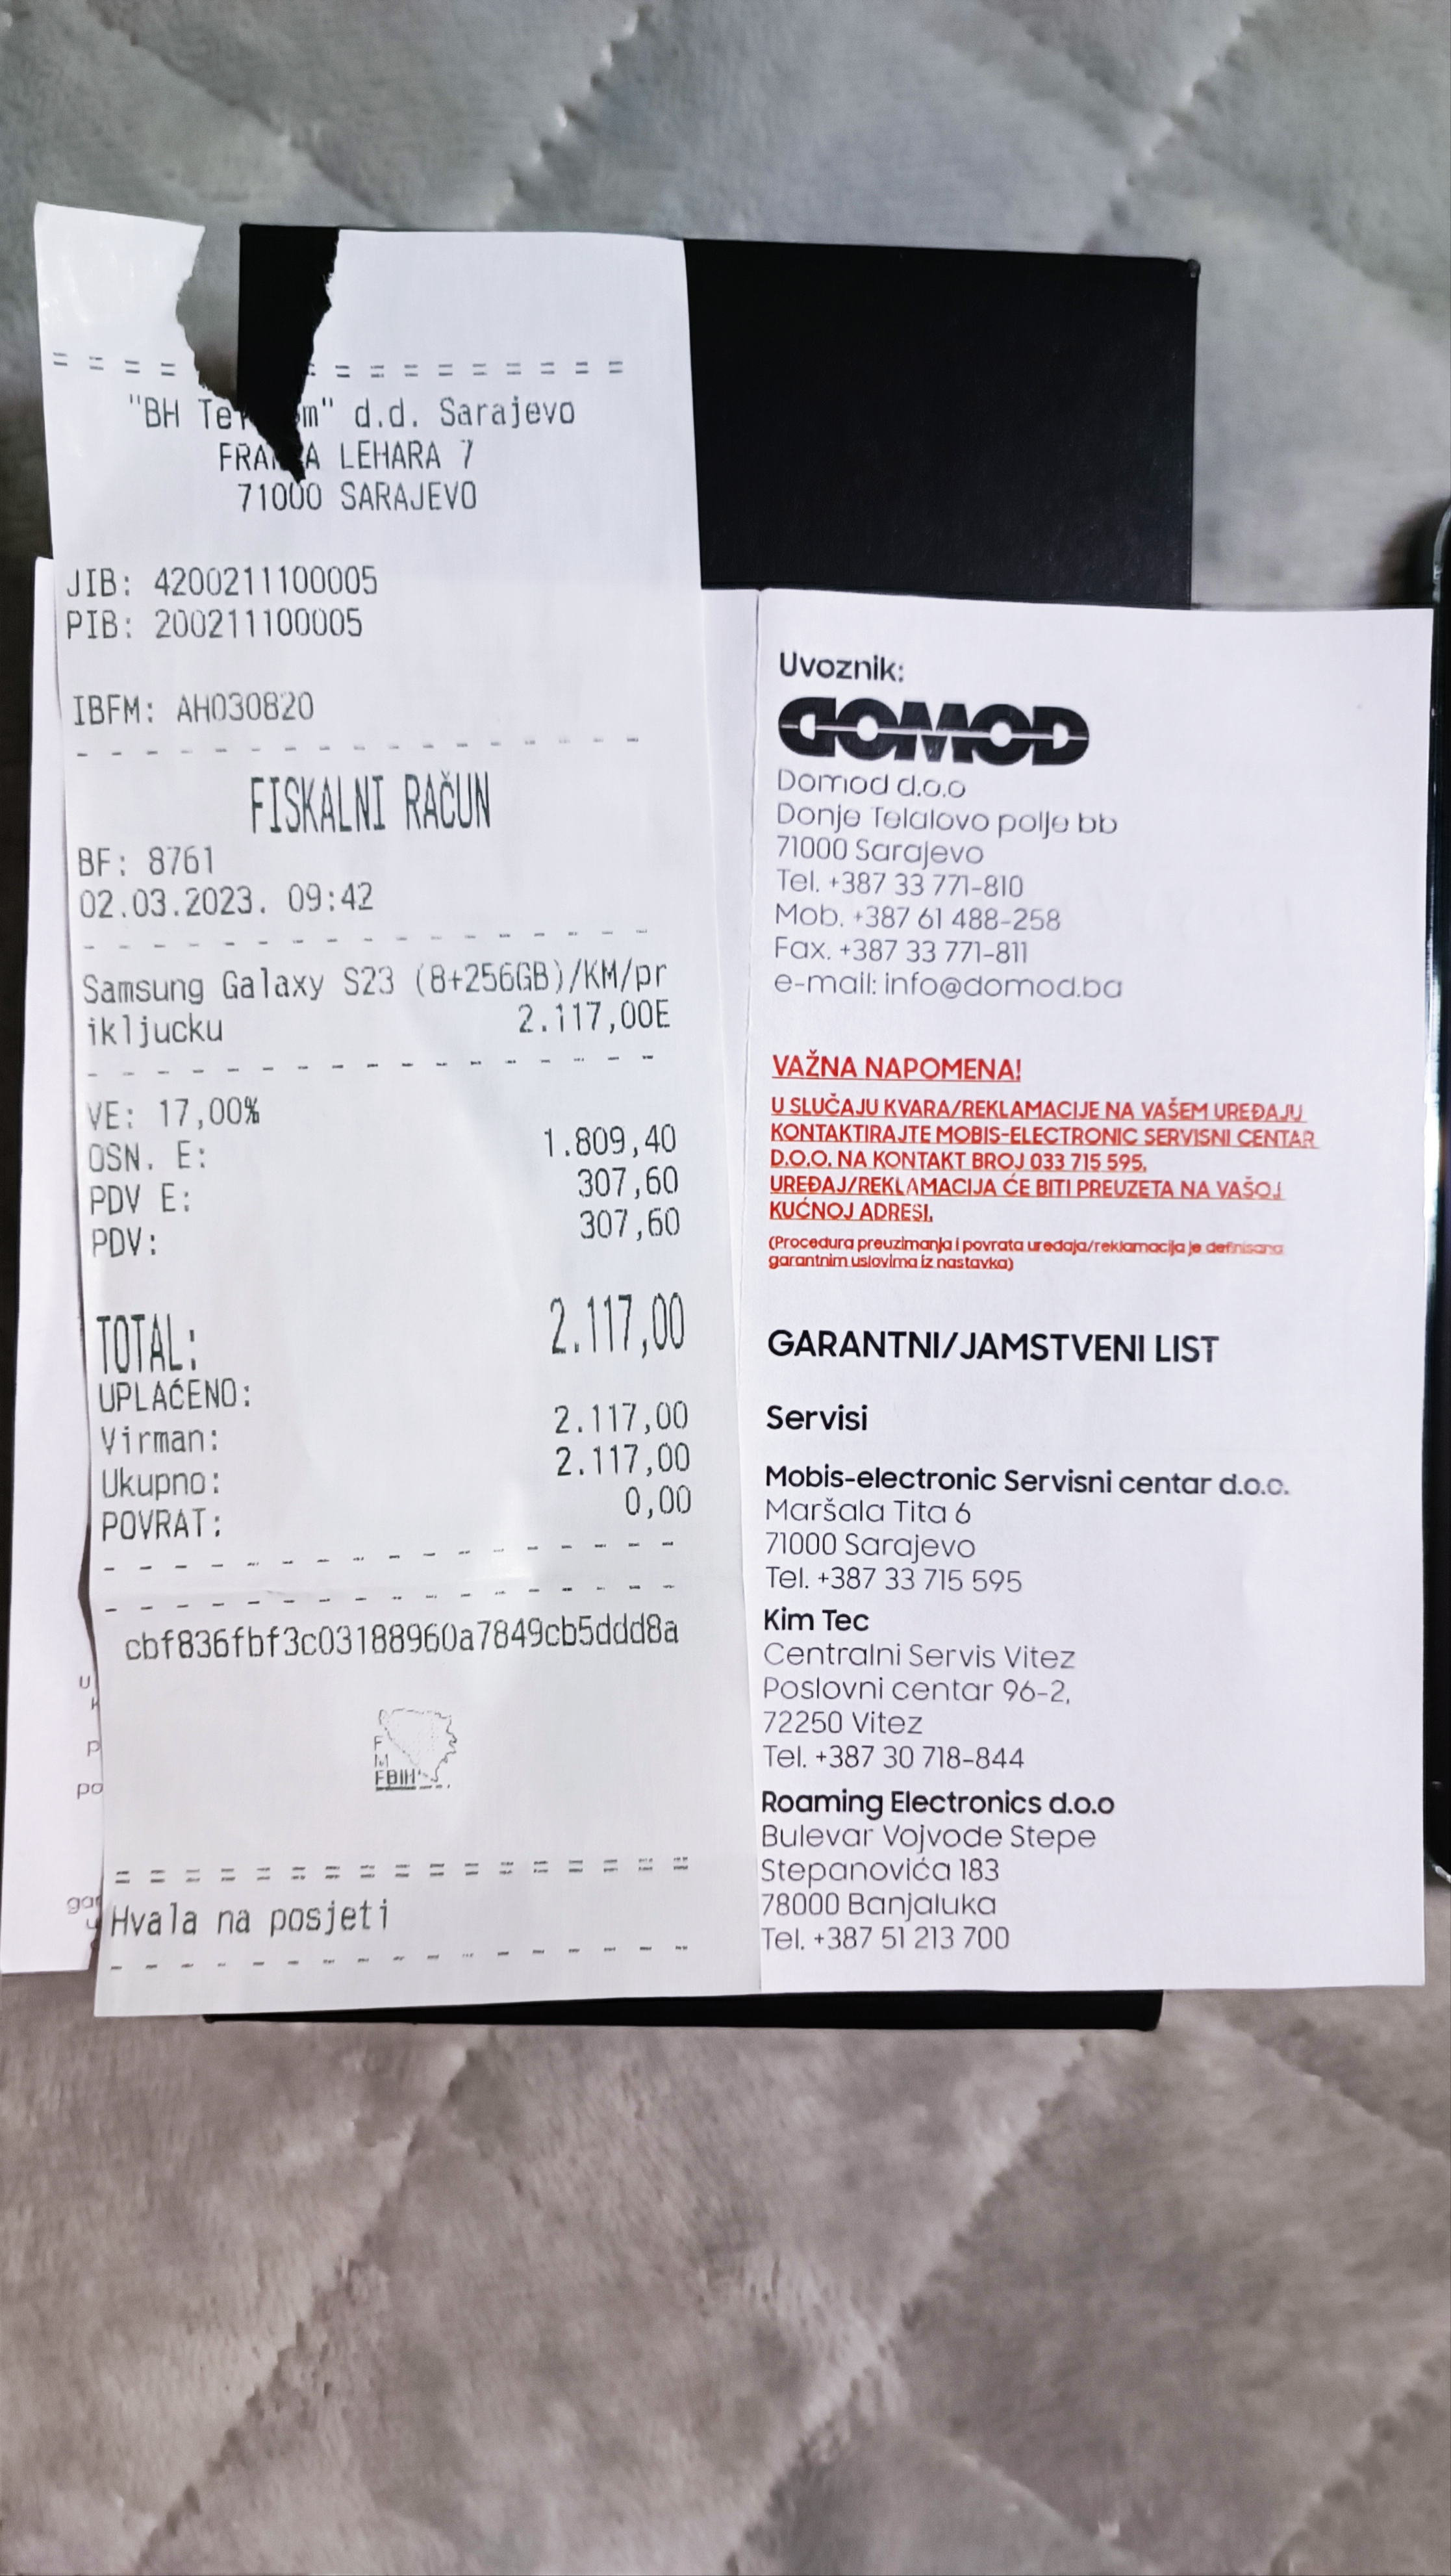 = = = = = = = = = = = = = =
"BH Te m" d.d. Sarajevo
FRA A LEHARA 7
71000 SARAJEVO
JIB: 4200211100005
PIB: 200211100005
IBFM: AH030820
- - - - - - - - - - - - - - - - -
FISKALNI RAČUN
BF: 8761
02.03.2023. 09:42
- - - - - - - - - - - - - - - - -
Samsung Galaxy S23 (8+256GB)/KM/pr
ikljucku 2.117,00E
- - - - - - - - - - - - - - - - -
VE: 17,00%
OSN. E: 1.809,40
PDV E: 307,60
PDV: 307,60
TOTAL: 2.117,00
UPLAĆENO:
Virman: 2.117,00
Ukupno: 2.117,00
POVRAT: 0,00
- - - - - - - - - - - - - - - - -
- - - - - - - - - - - - - - - - -
cbf836fbf3c03188960a7849cb5ddd8a
F
M
FBIH
= = = = = = = = = = = = = = = = =
Hvala na posjeti
- - - - - - - - - - - - - - - - -
Uvoznik:
DOMOD
Domod d.o.o
Donje Telalovo polje bb
71000 Sarajevo
Tel. +387 33 771-810
Mob. +387 61 488-258
Fax. +387 33 771-811
e-mail: info@domod.ba
VAŽNA NAPOMENA!
U SLUČAJU KVARA/REKLAMACIJE NA VAŠEM UREĐAJU
KONTAKTIRAJTE MOBIS-ELECTRONIC SERVISNI CENTAR
D.O.O. NA KONTAKT BROJ 033 715 595.
UREĐAJ/REKLAMACIJA ĆE BITI PREUZETA NA VAŠOJ
KUĆNOJ ADRESI.
(Procedura preuzimanja i povrata uređaja/reklamacija je definisana
garantnim uslovima iz nastavka)
GARANTNI/JAMSTVENI LIST
Servisi
Mobis-electronic Servisni centar d.o.o.
Maršala Tita 6
71000 Sarajevo
Tel. +387 33 715 595
Kim Tec
Centralni Servis Vitez
Poslovni centar 96-2,
72250 Vitez
Tel. +387 30 718-844
Roaming Electronics d.o.o
Bulevar Vojvode Stepe
Stepanovića 183
78000 Banjaluka
Tel. +387 51 213 700